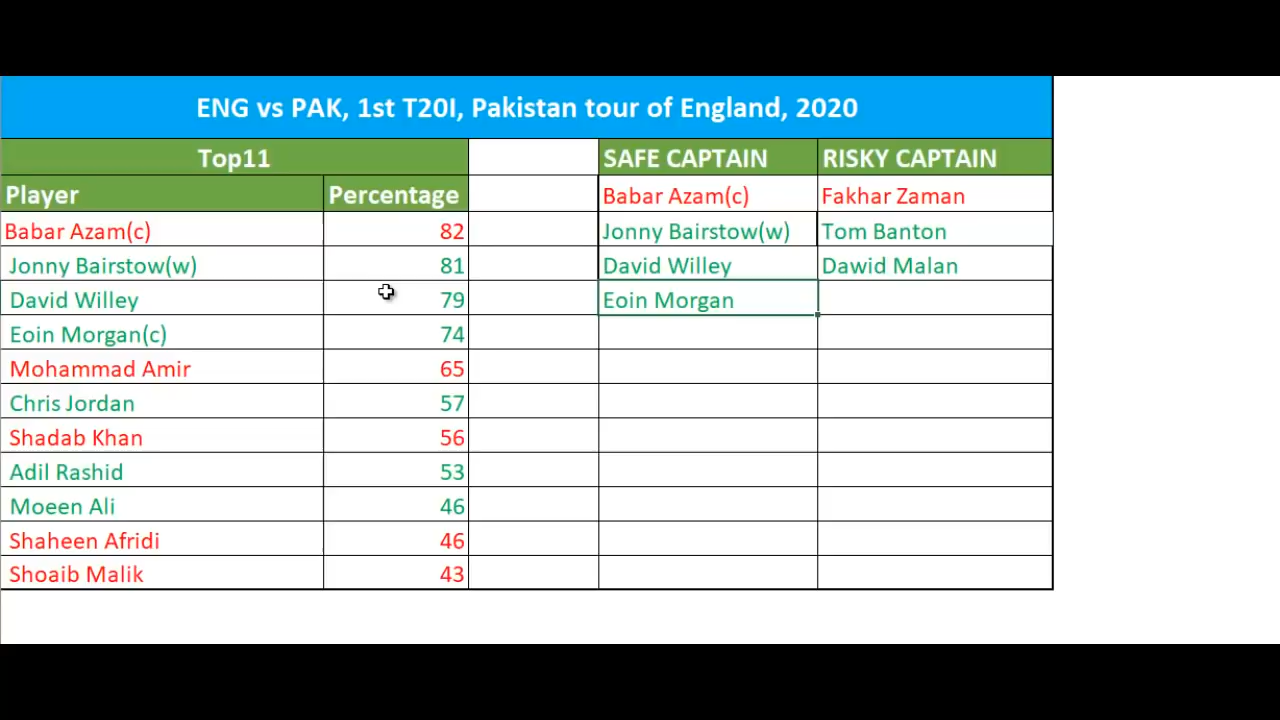 ENG vs PAK, 1st T20I, Pakistan tour of England, 2020
Top11 SAFE CAPTAIN RISKY CAPTAIN
Player Percentage Babar Azam(c) Fakhar Zaman
Babar Azam(c) 82 Jonny Bairstow(w) Tom Banton
Jonny Bairstow(w) 81 David Willey Dawid Malan
David Willey 79 Eoin Morgan
Eoin Morgan(c) 74
Mohammad Amir 65
Chris Jordan 57
Shadab Khan 56
Adil Rashid 53
Moeen Ali 46
Shaheen Afridi 46
Shoaib Malik 43